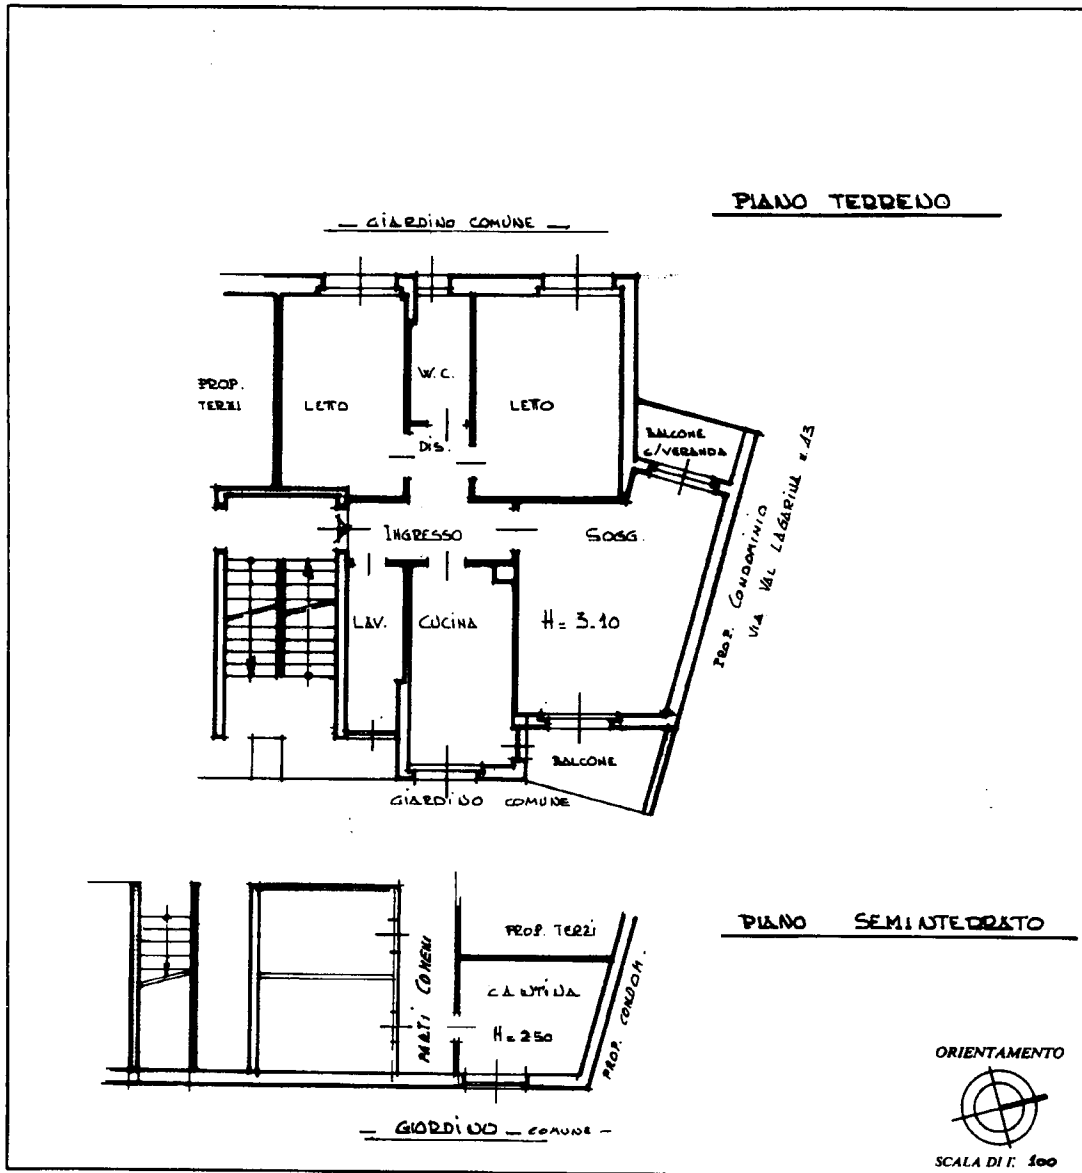 PIANO TERRENO
GIARDINO COMUNE
PROP.
TERZI
LETTO
W.C.
LETTO
DIS.
BALCONE
C/VERANDA
INGRESSO
SOGG.
PROP. CONDOMINIO
VIA VAL LAGARINA N. 13
LAV.
CUCINA
H = 3.10
BALCONE
GIARDINO COMUNE
PIANO SEMINTERRATO
PROP. TERZI
PARTI COMUNI
CANTINA
H = 250
PROP. CONDOM.
GIARDINO COMUNE
ORIENTAMENTO
SCALA DI 1: 100